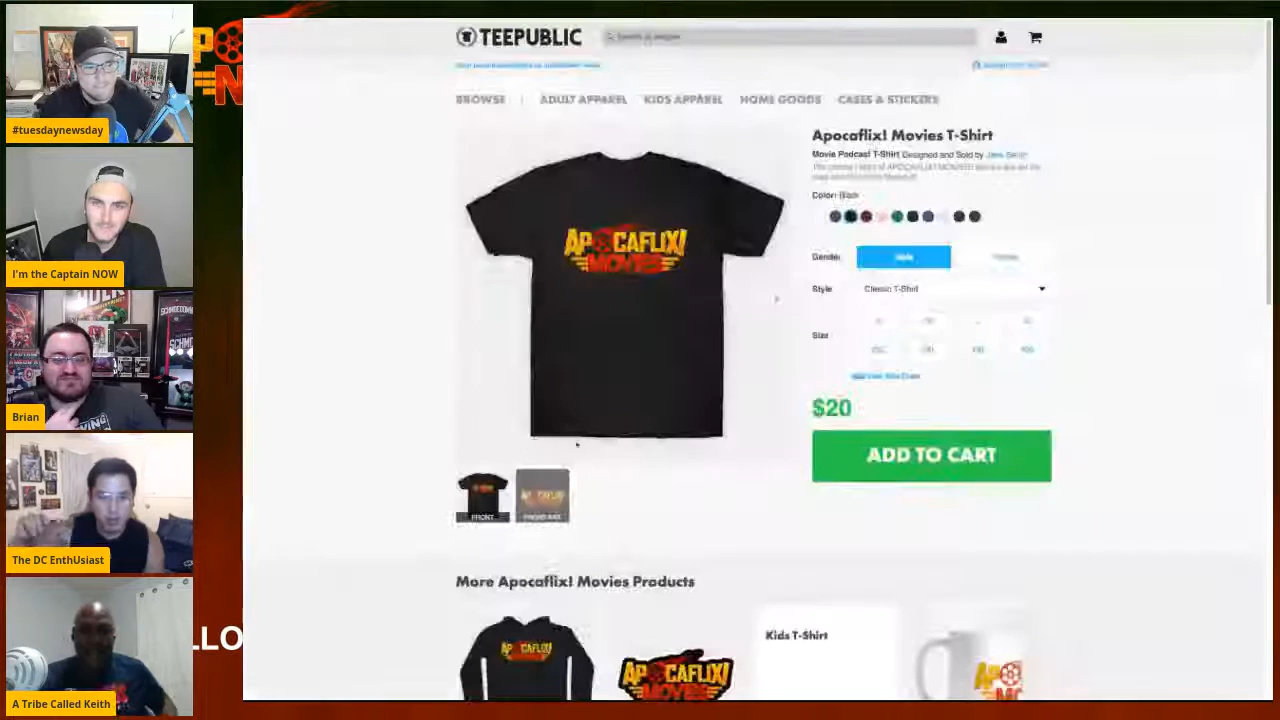 #tuesdaynewsday
I'm the Captain NOW
Brian
The DC EnthUsiast
A Tribe Called Keith
TEEPUBLIC
BROWSE | ADULT APPAREL KIDS APPAREL HOME GOODS CASES & STICKERS
APOCAFLIX!
MOVIES
FRONT
Apocaflix! Movies T-Shirt
Movie Podcast T-Shirt Designed and Sold by
Color: Black
Gender:
Male
Style: Classic T-Shirt
Size
$20
ADD TO CART
More Apocaflix! Movies Products
APOCAFLIX!
MOVIES
APOCAFLIX!
MOVIES
Kids T-Shirt